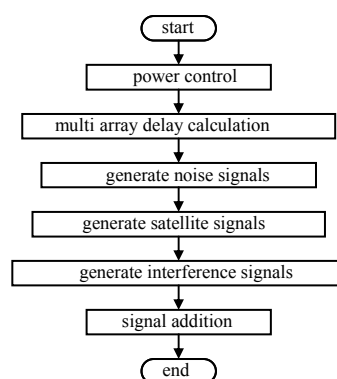 start
power control
multi array delay calculation
generate noise signals
generate satellite signals
generate interference signals
signal addition
end